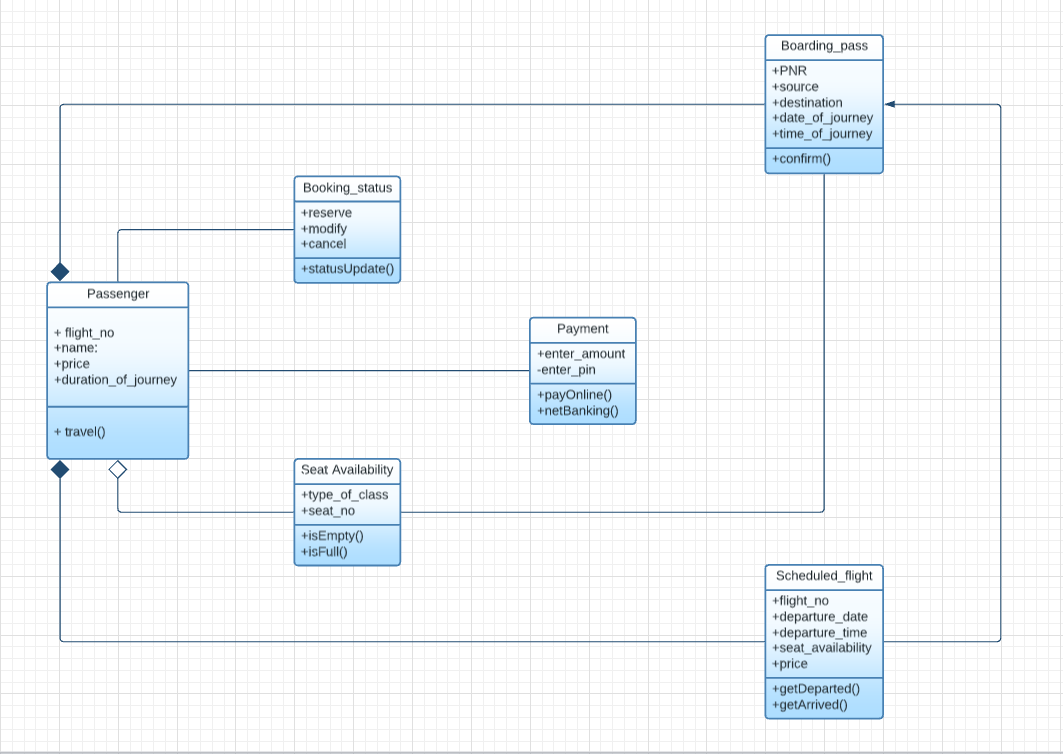 Boarding_pass
+PNR
+source
+destination
+date_of_journey
+time_of_journey
+confirm()
Booking_status
+reserve
+modify
+cancel
+statusUpdate()
Passenger
+ flight_no
+name:
+price
+duration_of_journey
+ travel()
Payment
+enter_amount
-enter_pin
+payOnline()
+netBanking()
Seat Availability
+type_of_class
+seat_no
+isEmpty()
+isFull()
Scheduled_flight
+flight_no
+departure_date
+departure_time
+seat_availability
+price
+getDeparted()
+getArrived()